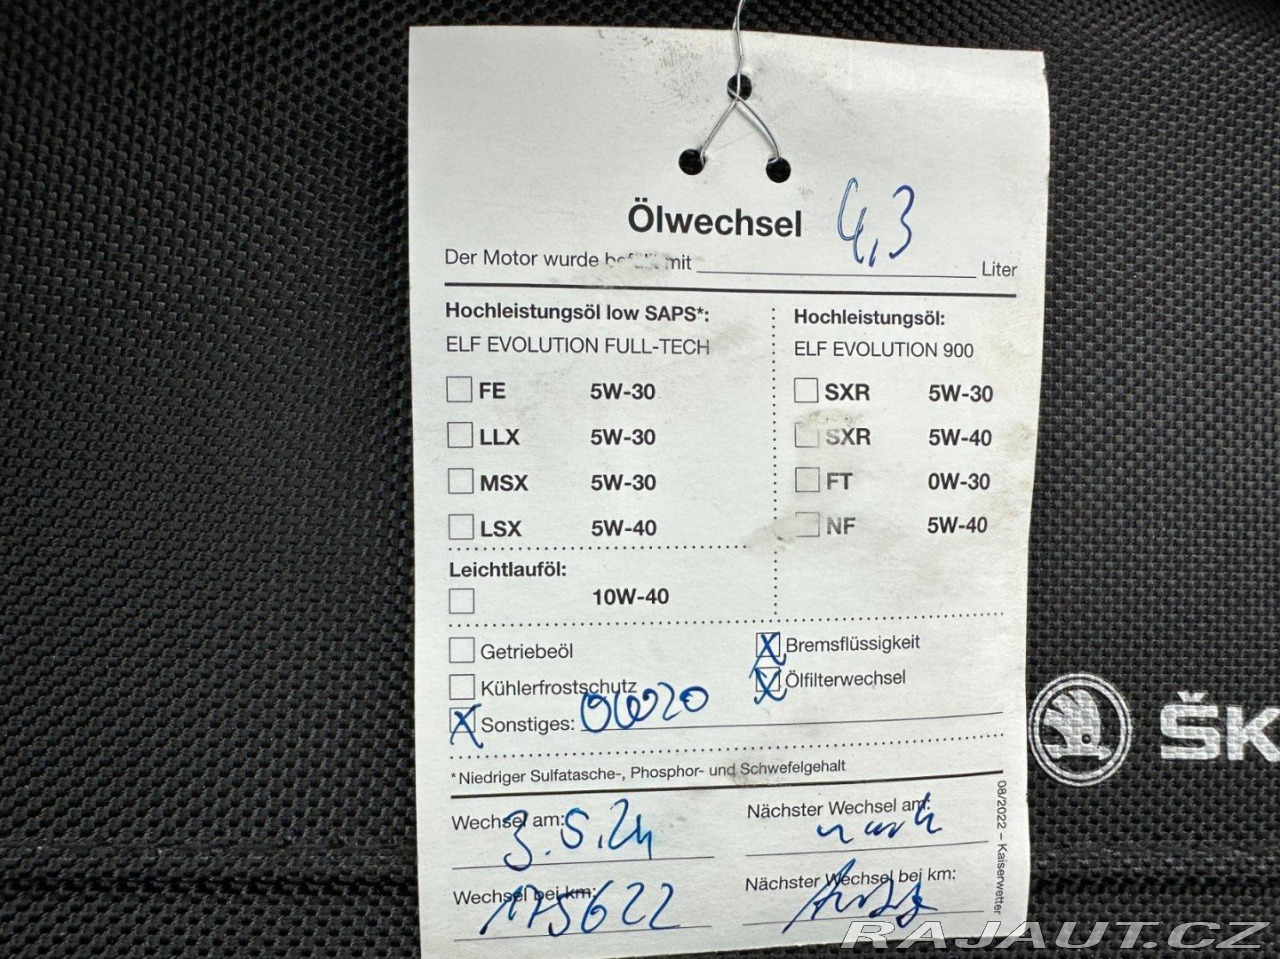 Ölwechsel 4,3
Der Motor wurde befüllt mit Liter
Hochleistungsöl low SAPS*:
ELF EVOLUTION FULL-TECH
FE 5W-30
LLX 5W-30
MSX 5W-30
LSX 5W-40
Hochleistungsöl:
ELF EVOLUTION 900
SXR 5W-30
SXR 5W-40
FT 0W-30
NF 5W-40
Leichtlauföl:
10W-40
Getriebeöl
Kühlerfrostschutz
X Sonstiges: 0W20
X Bremsflüssigkeit
X Ölfilterwechsel
*Niedriger Sulfatasche-, Phosphor- und Schwefelgehalt
Wechsel am: 3.5.24
Nächster Wechsel am: nach
Wechsel bei km: 175622
Nächster Wechsel bei km:
08/2022 – Kaiserwetter
ŠK
RAJAUT.CZ